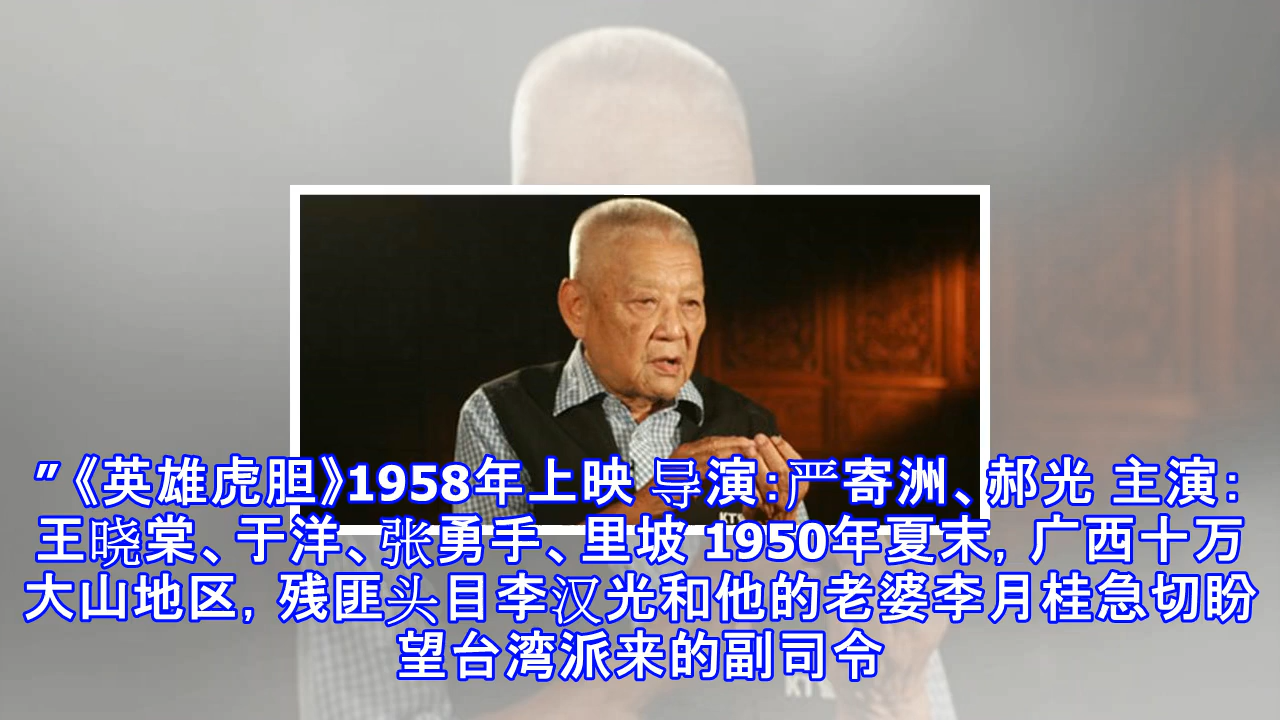 "《英雄虎胆》1958年上映 导演：严寄洲、郝光 主演：
王晓棠、于洋、张勇手、里坡 1950年夏末，广西十万
大山地区，残匪头目李汉光和他的老婆李月桂急切盼
望台湾派来的副司令